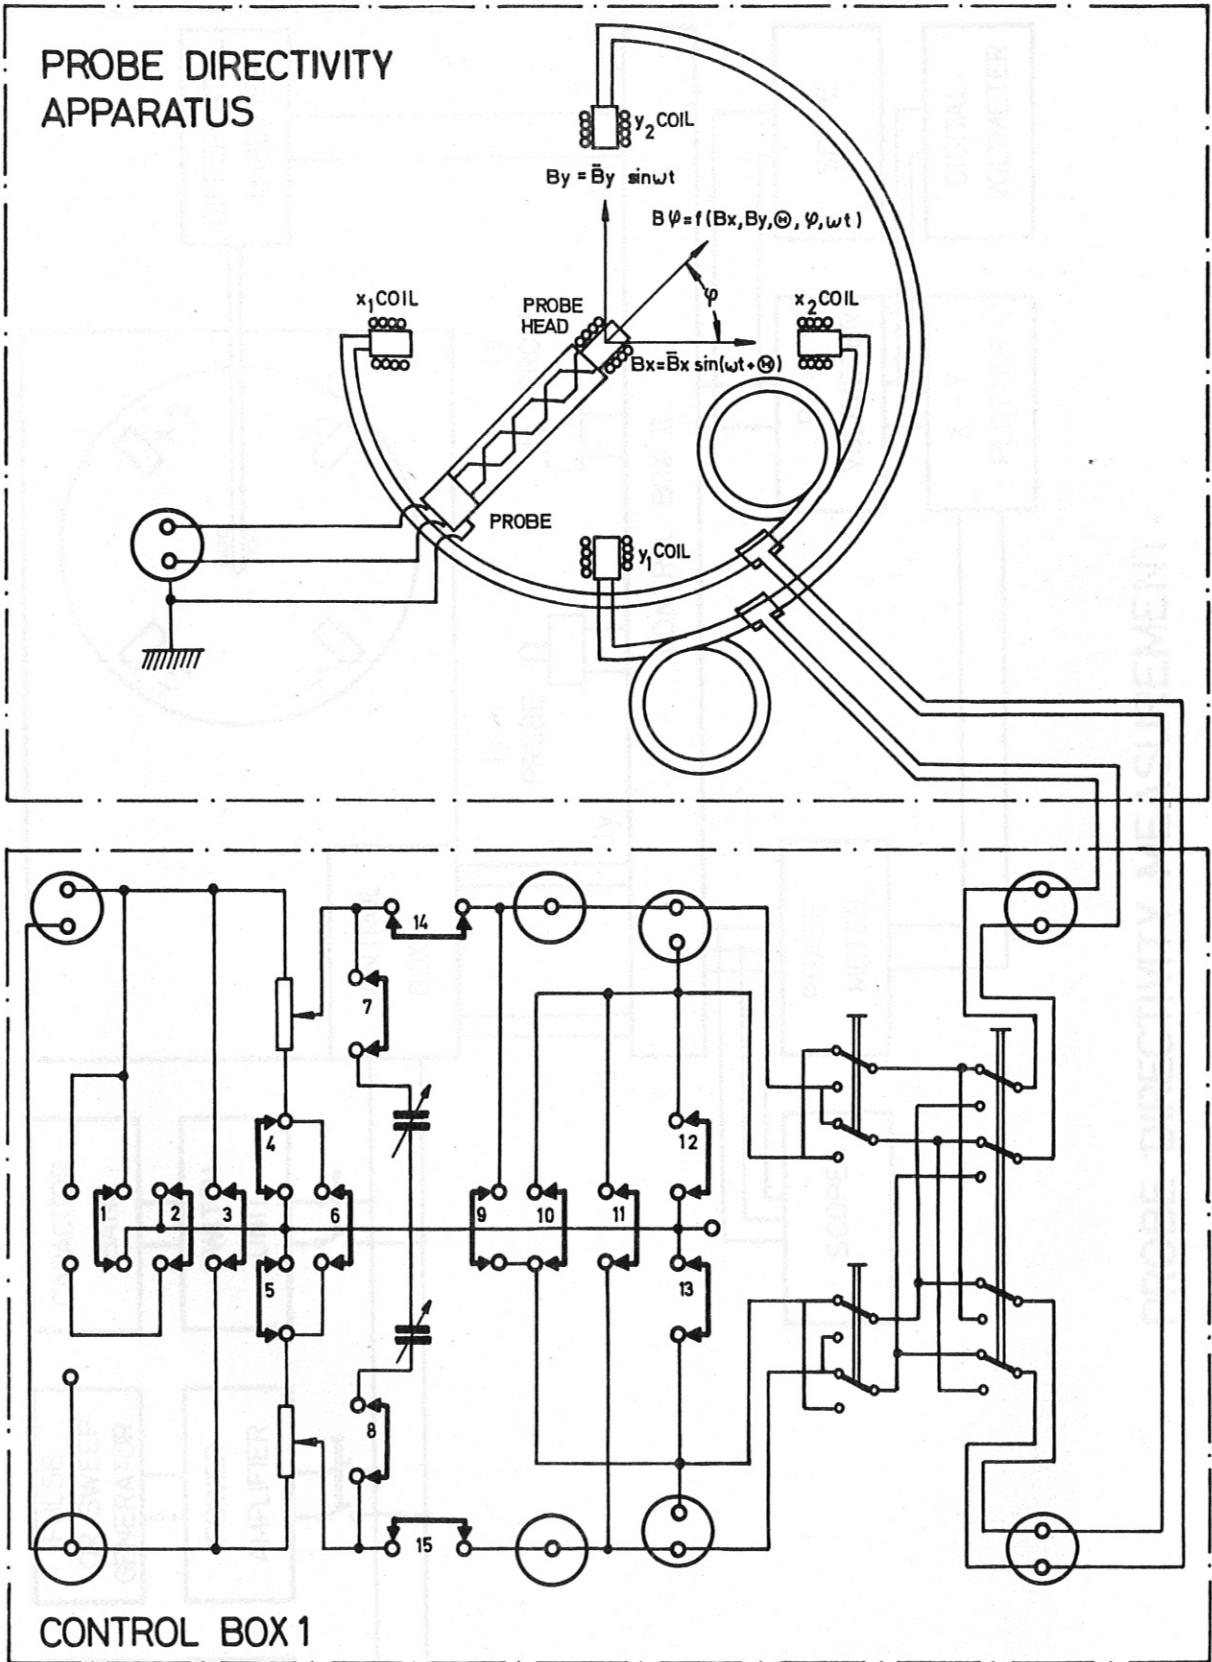 PROBE DIRECTIVITY
APPARATUS
y₂ COIL
By = B̄y sinωt
Bφ = f(Bx, By, Θ, φ, ωt)
x₁ COIL
PROBE
HEAD
φ
x₂ COIL
Bx = B̄x sin(ωt + Θ)
PROBE
y₁ COIL
14
7
4
12
1
2
3
6
9
10
11
5
13
8
15
CONTROL BOX 1